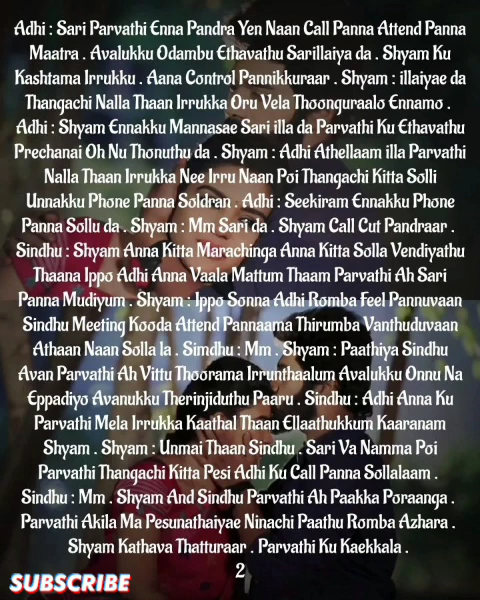 Adhi : Sari Parvathi Enna Pandra Yen Naan Call Panna Attend Panna
Maatra . Avalukku Odambu Ethavathu Sarillaiya da . Shyam Ku
Kashtama Irrukku . Aana Control Pannikkuraar . Shyam : illaiyae da
Thangachi Nalla Thaan Irrukka Oru Vela Thoonguraalo Ennamo .
Adhi : Shyam Ennakku Mannasae Sari illa da Parvathi Ku Ethavathu
Prechanai Oh Nu Thonuthu da . Shyam : Adhi Athellaam illa Parvathi
Nalla Thaan Irrukka Nee Irru Naan Poi Thangachi Kitta Solli
Unnakku Phone Panna Soldran . Adhi : Seekiram Ennakku Phone
Panna Sollu da . Shyam : Mm Sari da . Shyam Call Cut Pandraar .
Sindhu : Shyam Anna Kitta Marachinga Anna Kitta Solla Vendiyathu
Thaana Ippo Adhi Anna Vaala Mattum Thaam Parvathi Ah Sari
Panna Mudiyum . Shyam : Ippo Sonna Adhi Romba Feel Pannuvaan
Sindhu Meeting Kooda Attend Pannaama Thirumba Vanthuduvaan
Athaan Naan Solla la . Simdhu : Mm . Shyam : Paathiya Sindhu
Avan Parvathi Ah Vittu Thoorama Irrunthaalum Avalukku Onnu Na
Eppadiyo Avanukku Therinjiduthu Paaru . Sindhu : Adhi Anna Ku
Parvathi Mela Irrukka Kaathal Thaan Ellaathukkum Kaaranam
Shyam . Shyam : Unmai Thaan Sindhu . Sari Va Namma Poi
Parvathi Thangachi Kitta Pesi Adhi Ku Call Panna Sollalaam .
Sindhu : Mm . Shyam And Sindhu Parvathi Ah Paakka Poraanga .
Parvathi Akila Ma Pesunathaiyae Ninachi Paathu Romba Azhara .
Shyam Kathava Thatturaar . Parvathi Ku Kaekkala .
2
SUBSCRIBE